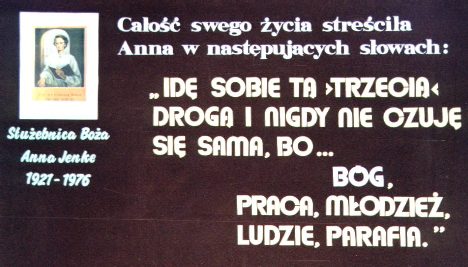 Całość swego życia streściła
Anna w następujących słowach:
„IDĘ SOBIE TĄ ›TRZECIĄ‹
DROGĄ I NIGDY NIE CZUJĘ
SIĘ SAMA, BO...
BÓG,
PRACA, MŁODZIEŻ,
LUDZIE, PARAFIA.”
Służebnica Boża
Anna Jenke
1921-1976